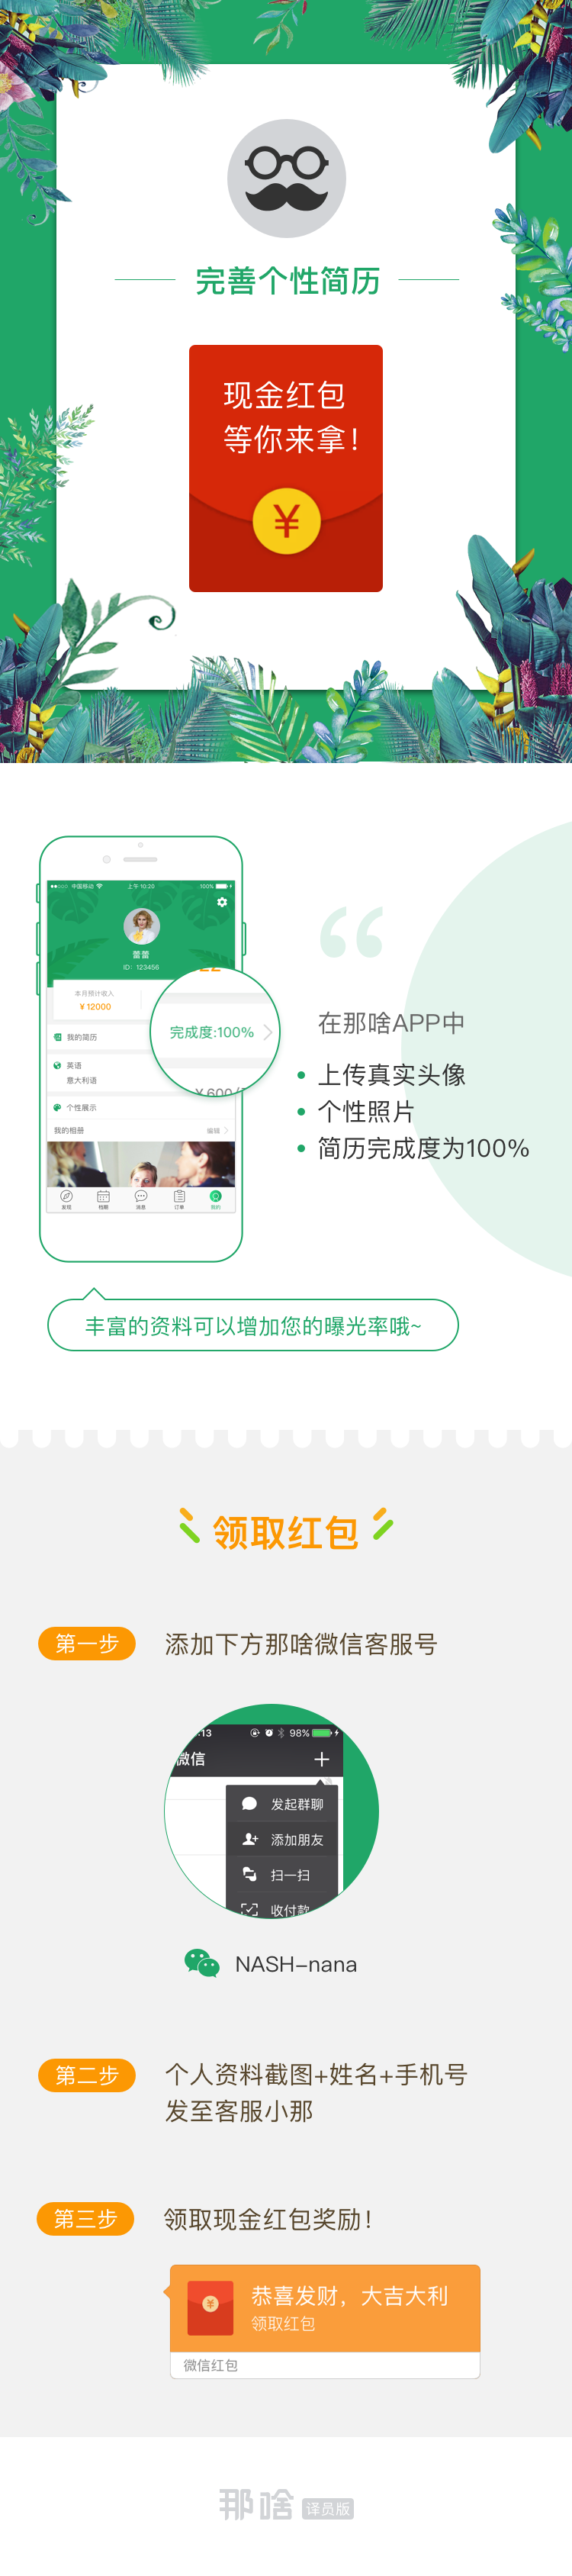 完善个性简历
现金红包
等你来拿！
¥
中国移动
上午 10:20
100%
蕾蕾
ID：123456
本月预计收入
¥12000
我的简历
完成度:100%
英语
意大利语
¥600/
个性展示
我的相册
编辑
发现
档期
消息
订单
我的
在那啥APP中
上传真实头像
个性照片
简历完成度为100%
丰富的资料可以增加您的曝光率哦~
领取红包
第一步
添加下方那啥微信客服号
:13
98%
微信
发起群聊
添加朋友
扫一扫
收付款
NASH-nana
第二步
个人资料截图+姓名+手机号
发至客服小那
第三步
领取现金红包奖励！
¥
恭喜发财，大吉大利
领取红包
微信红包
那啥 译员版